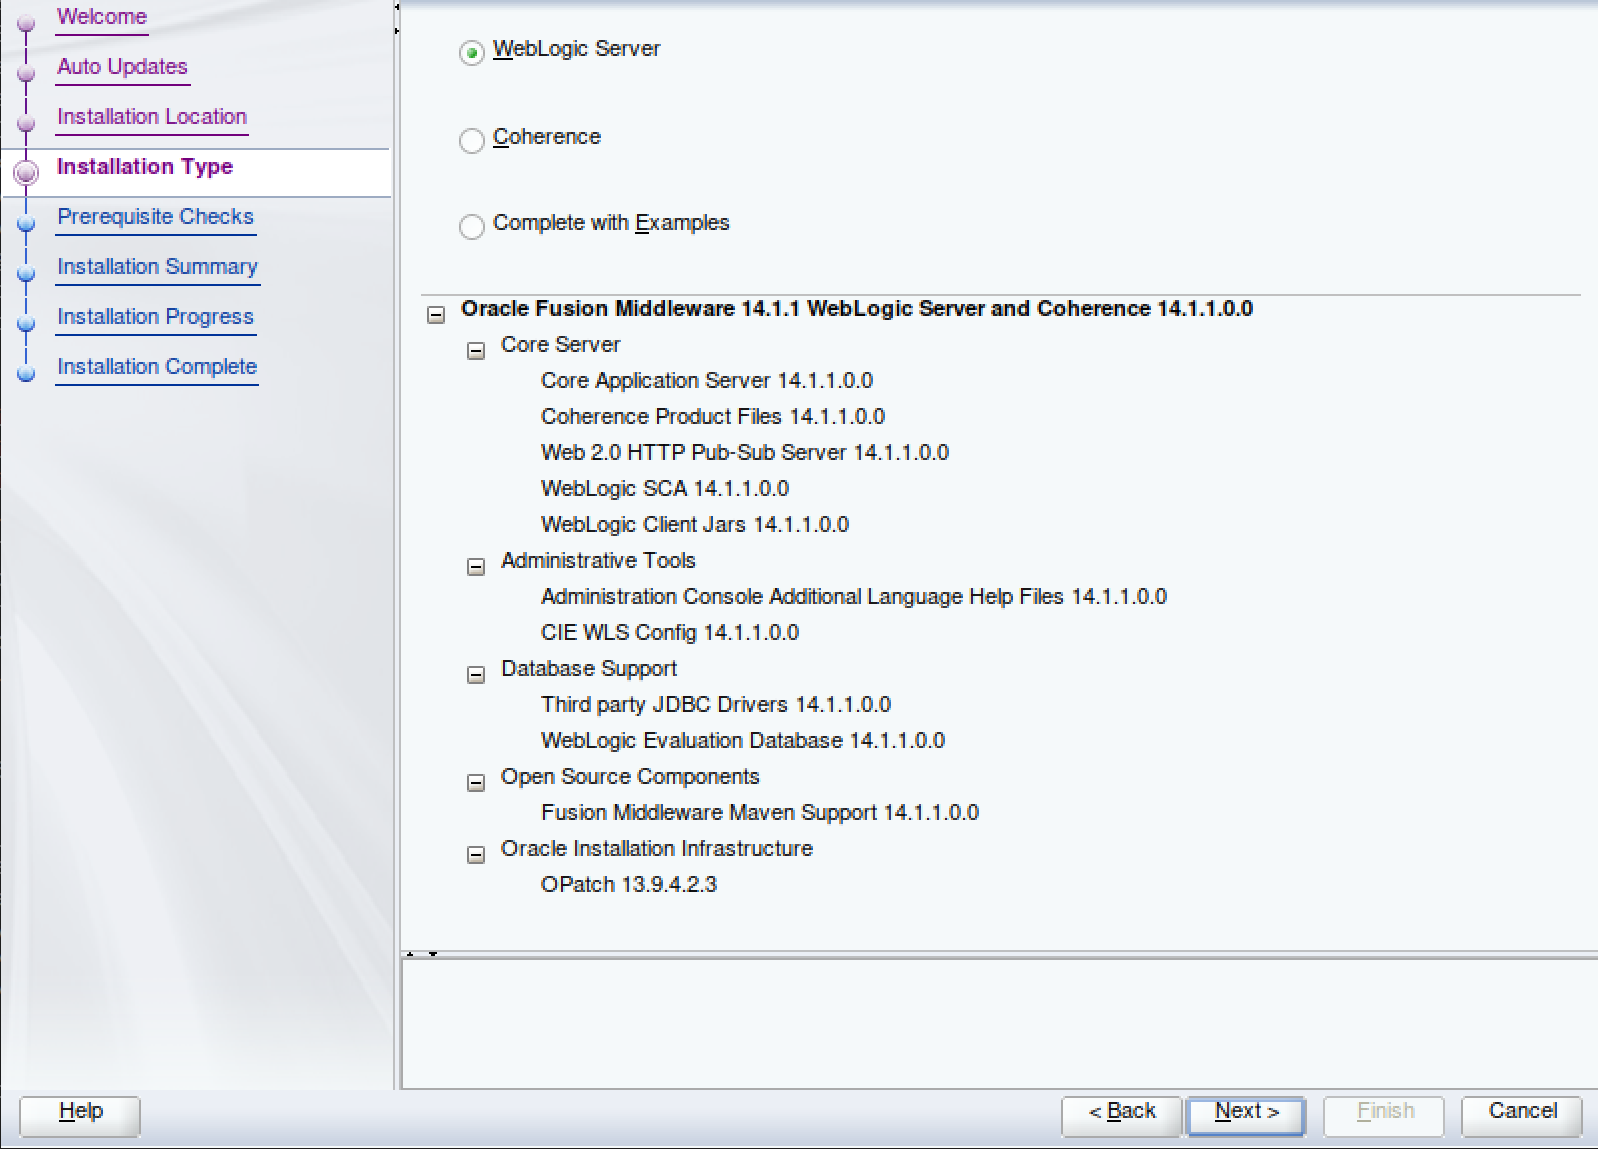 Welcome
Auto Updates
Installation Location
Installation Type
Prerequisite Checks
Installation Summary
Installation Progress
Installation Complete
WebLogic Server
Coherence
Complete with Examples
Oracle Fusion Middleware 14.1.1 WebLogic Server and Coherence 14.1.1.0.0
Core Server
Core Application Server 14.1.1.0.0
Coherence Product Files 14.1.1.0.0
Web 2.0 HTTP Pub-Sub Server 14.1.1.0.0
WebLogic SCA 14.1.1.0.0
WebLogic Client Jars 14.1.1.0.0
Administrative Tools
Administration Console Additional Language Help Files 14.1.1.0.0
CIE WLS Config 14.1.1.0.0
Database Support
Third party JDBC Drivers 14.1.1.0.0
WebLogic Evaluation Database 14.1.1.0.0
Open Source Components
Fusion Middleware Maven Support 14.1.1.0.0
Oracle Installation Infrastructure
OPatch 13.9.4.2.3
Help
< Back
Next >
Finish
Cancel